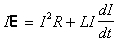 IE = I²R + LI dI/dt